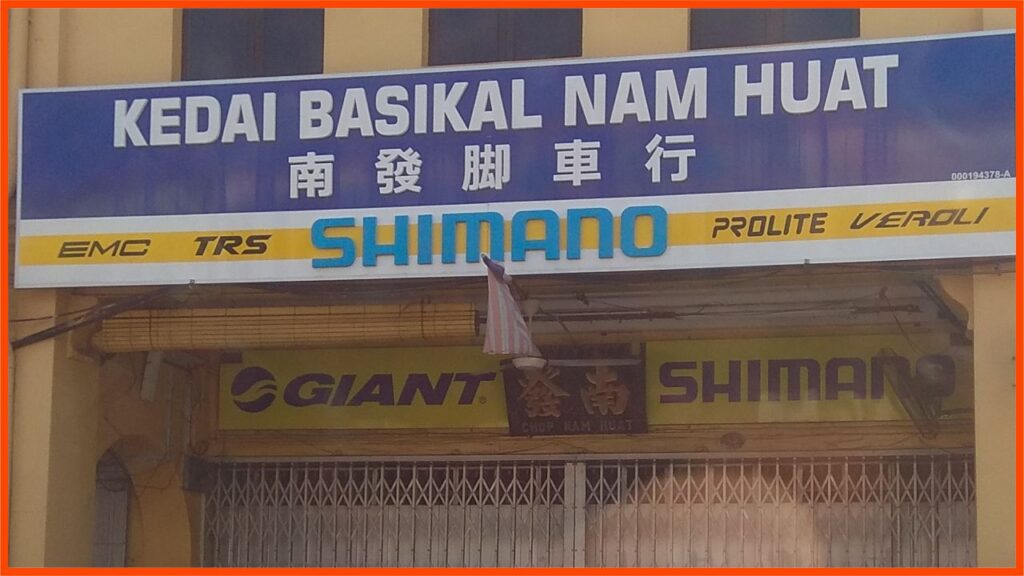 KEDAI BASIKAL NAM HUAT
南發脚車行
000194378-A
EMC TRS SHIMANO PROLITE VEROLI
GIANT® 發南 SHIMANO
CHOP NAM HUAT